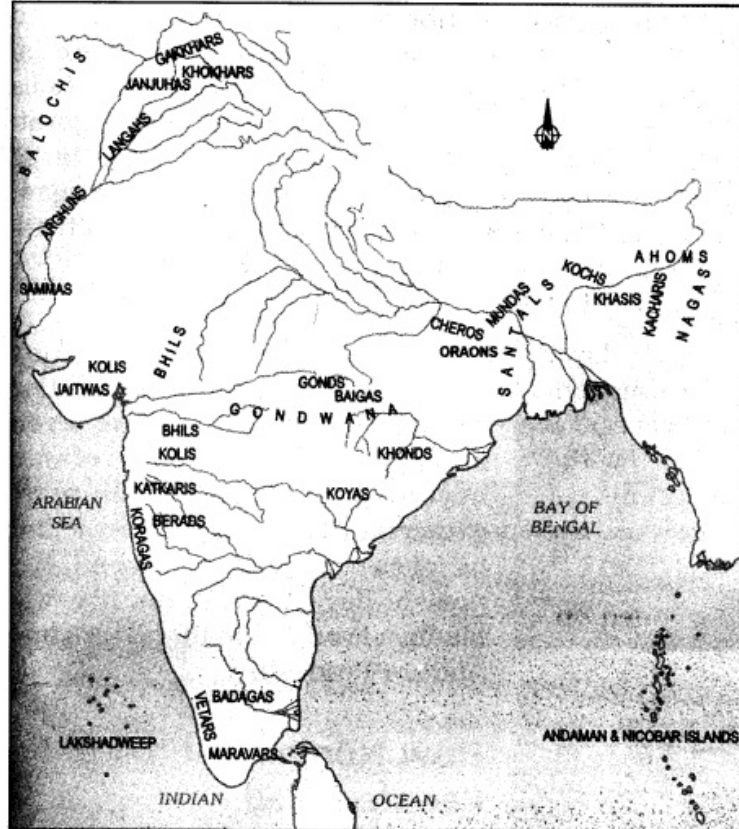 GAKKHARS
KHOKHARS
JANJUHAS
LANGAHS
BALOCHIS
ARGHUNS
SAMMAS
N
AHOMS
KOCHS
KHASIS
KACHARIS
NAGAS
MUNDAS
CHEROS
ORAONS
SANTALS
KOLIS
JAITWAS
BHILS
GONDS
BAIGAS
GONDWANA
BHILS
KOLIS
KHONDS
KATKARIS
KOYAS
BERADS
KORAGAS
ARABIAN
SEA
BAY OF
BENGAL
BADAGAS
VETARS
MARAVARS
LAKSHADWEEP
ANDAMAN & NICOBAR ISLANDS
INDIAN OCEAN